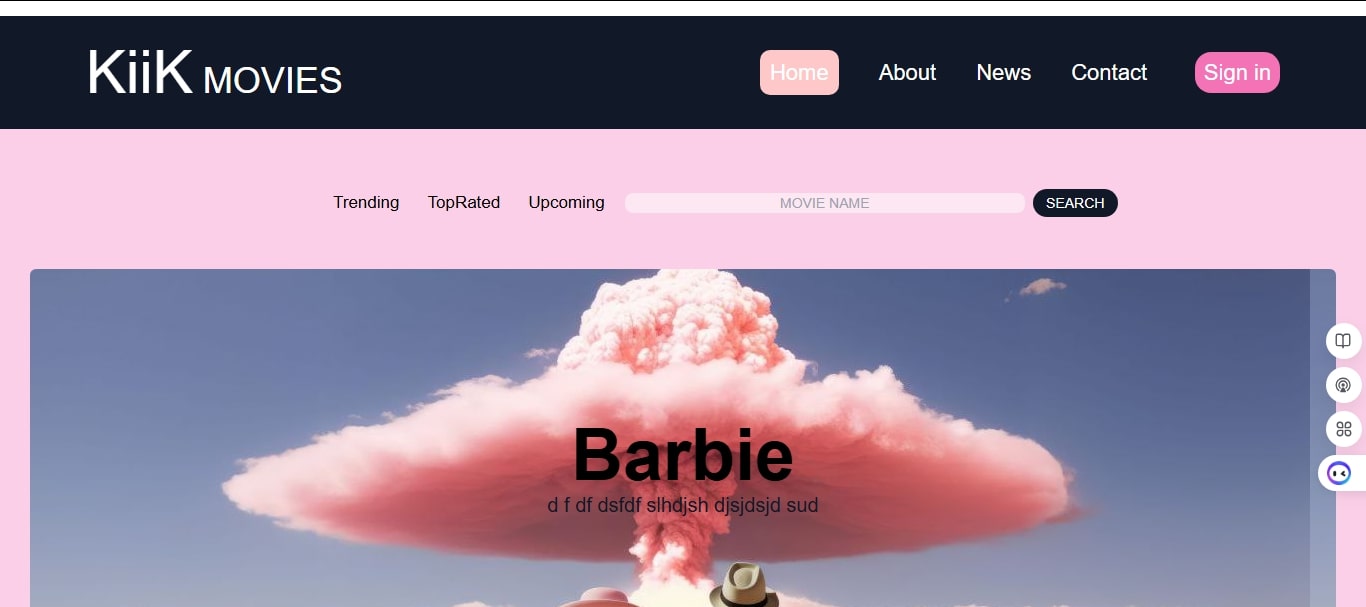 KiiK MOVIES
Home About News Contact Sign in
Trending TopRated Upcoming MOVIE NAME SEARCH
Barbie
d f df dsfdf slhdjsh djsjdsjd sud